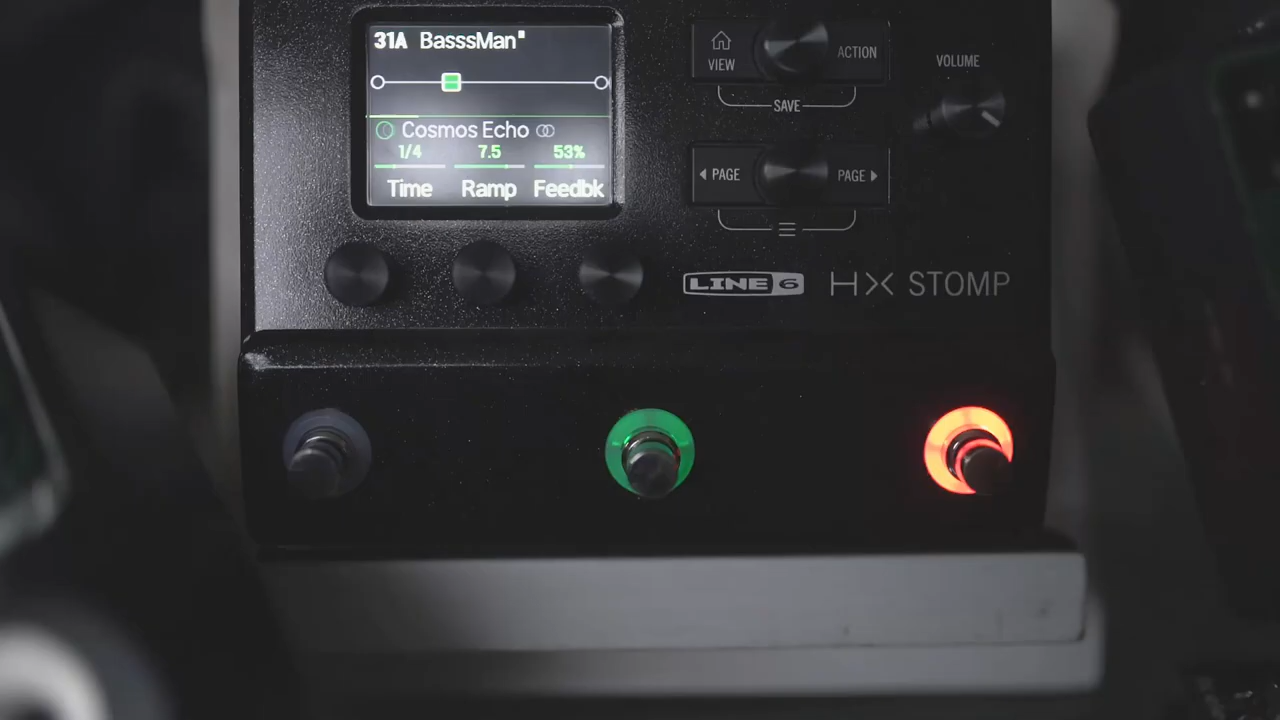 31A BasssMan
Cosmos Echo
1/4 7.5 53%
Time Ramp Feedbk
VIEW ACTION
SAVE
PAGE PAGE
VOLUME
LINE 6 HX STOMP